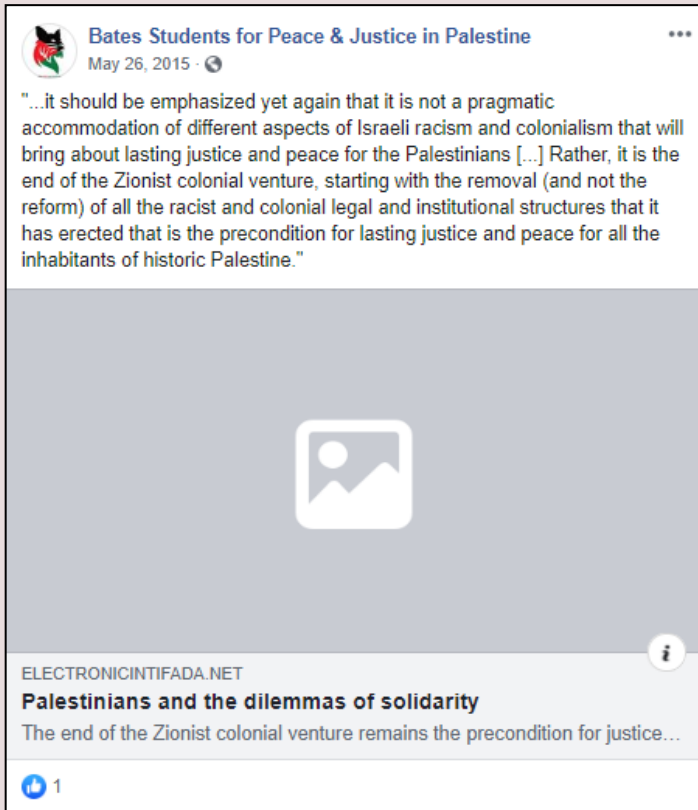 Bates Students for Peace & Justice in Palestine
May 26, 2015 ·
"...it should be emphasized yet again that it is not a pragmatic
accommodation of different aspects of Israeli racism and colonialism that will
bring about lasting justice and peace for the Palestinians [...] Rather, it is the
end of the Zionist colonial venture, starting with the removal (and not the
reform) of all the racist and colonial legal and institutional structures that it
has erected that is the precondition for lasting justice and peace for all the
inhabitants of historic Palestine."
i
ELECTRONICINTIFADA.NET
Palestinians and the dilemmas of solidarity
The end of the Zionist colonial venture remains the precondition for justice...
1